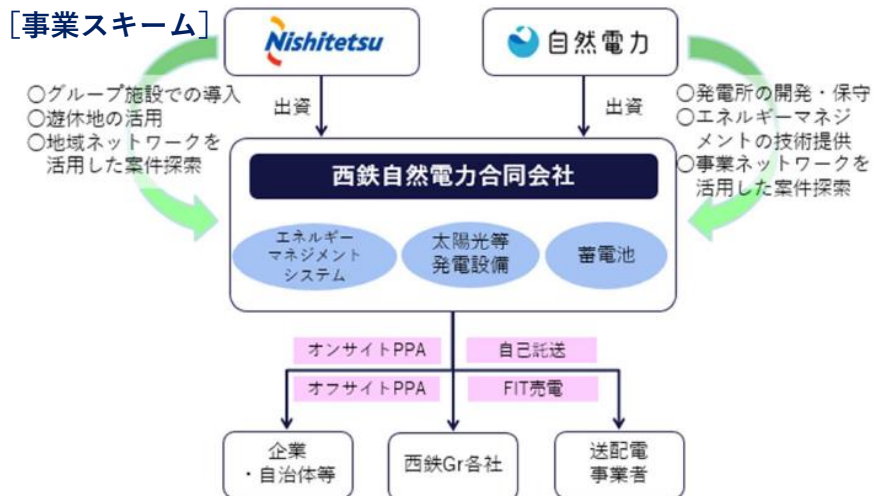 ［事業スキーム］
Nishitetsu
自然電力
○グループ施設での導入
○遊休地の活用
○地域ネットワークを
活用した案件探索
出資
出資
○発電所の開発・保守
○エネルギーマネジ
メントの技術提供
○事業ネットワークを
活用した案件探索
西鉄自然電力合同会社
エネルギー
マネジメント
システム
太陽光等
発電設備
蓄電池
オンサイトPPA
自己託送
オフサイトPPA
FIT売電
企業
・自治体等
西鉄Gr各社
送配電
事業者